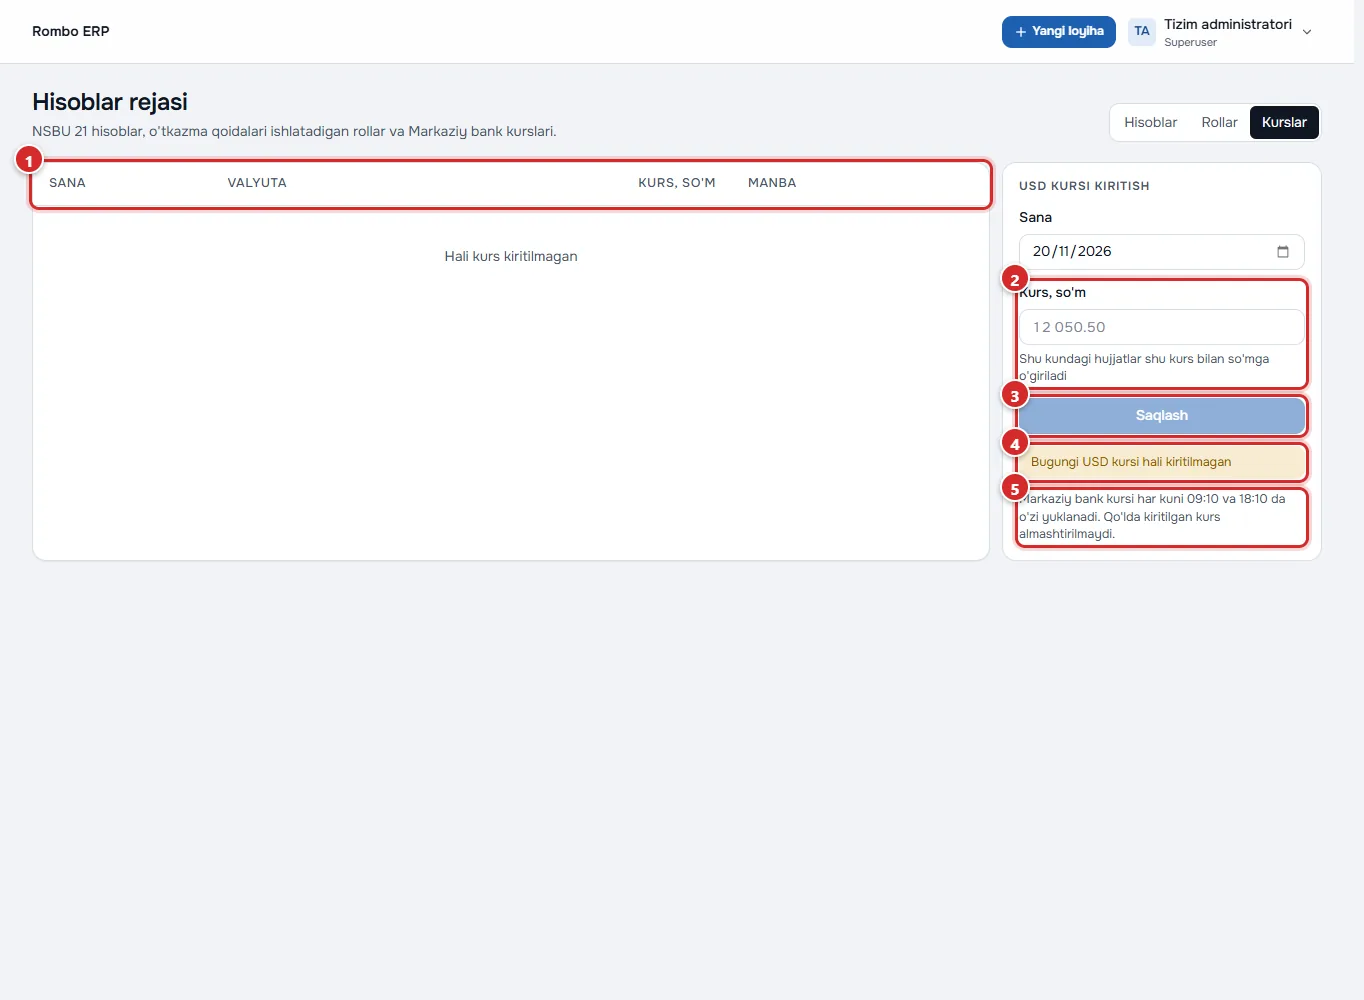 Rombo ERP
+ Yangi loyiha
TA
Tizim administratori
Superuser
Hisoblar rejasi
NSBU 21 hisoblar, o'tkazma qoidalari ishlatadigan rollar va Markaziy bank kurslari.
Hisoblar
Rollar
Kurslar
1
SANA
VALYUTA
KURS, SO'M
MANBA
Hali kurs kiritilmagan
USD KURSI KIRITISH
Sana
20/11/2026
2
Kurs, so'm
12 050.50
Shu kundagi hujjatlar shu kurs bilan so'mga
o'giriladi
3
Saqlash
4
Bugungi USD kursi hali kiritilmagan
5
Markaziy bank kursi har kuni 09:10 va 18:10 da
o'zi yuklanadi. Qo'lda kiritilgan kurs
almashtirilmaydi.